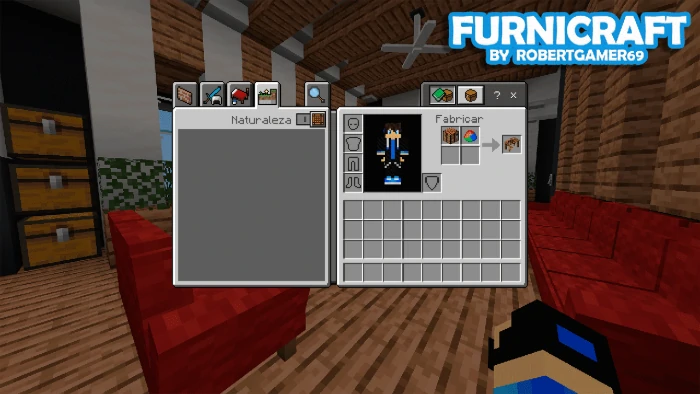 FURNICRAFT
BY ROBERTGAMER69
? ×
Naturaleza
Fabricar